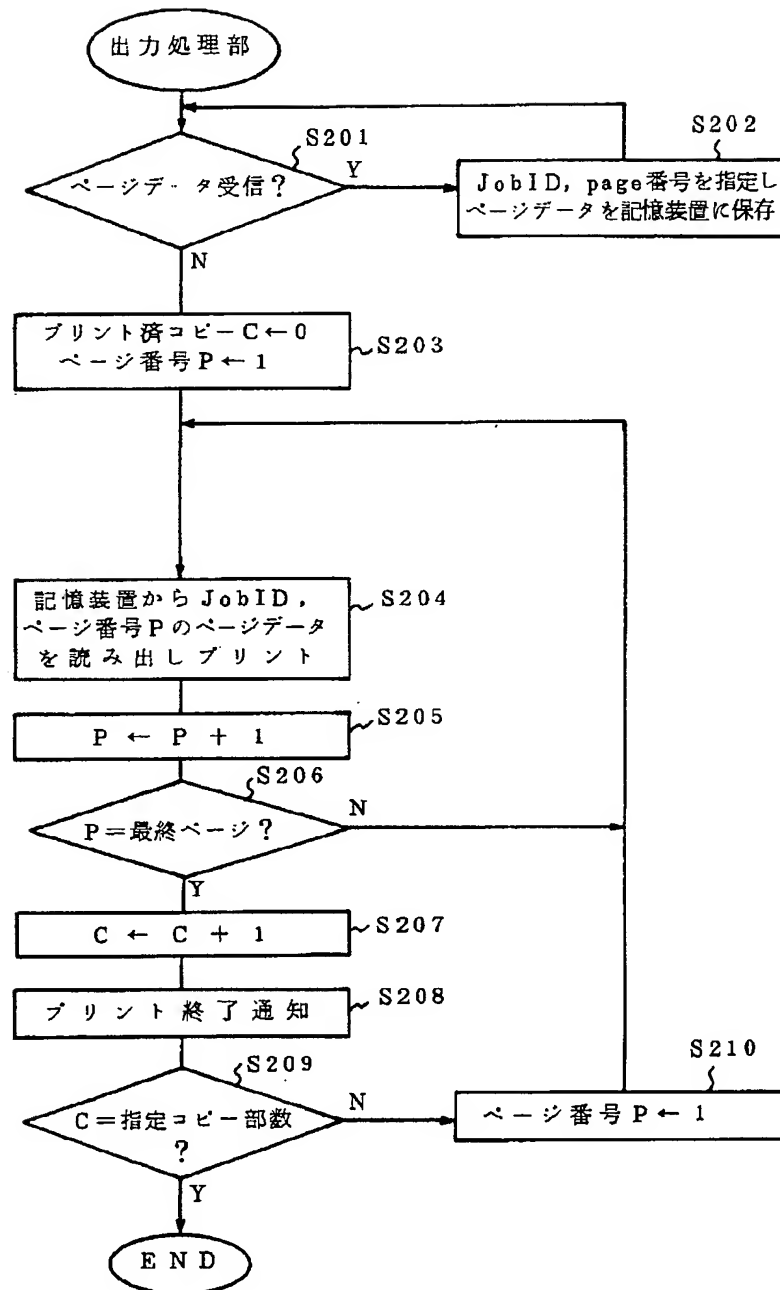 出力処理部
S201
ページデータ受信?
Y
N
S202
JobID, page番号を指定し
ページデータを記憶装置に保存
プリント済コピーC←0
ページ番号P←1
S203
記憶装置からJobID,
ページ番号Pのページデータ
を読み出しプリント
S204
P ← P + 1
S205
S206
P=最終ページ?
N
Y
C ← C + 1
S207
プリント終了通知
S208
S209
C=指定コピー部数
?
N
Y
S210
ページ番号P←1
END